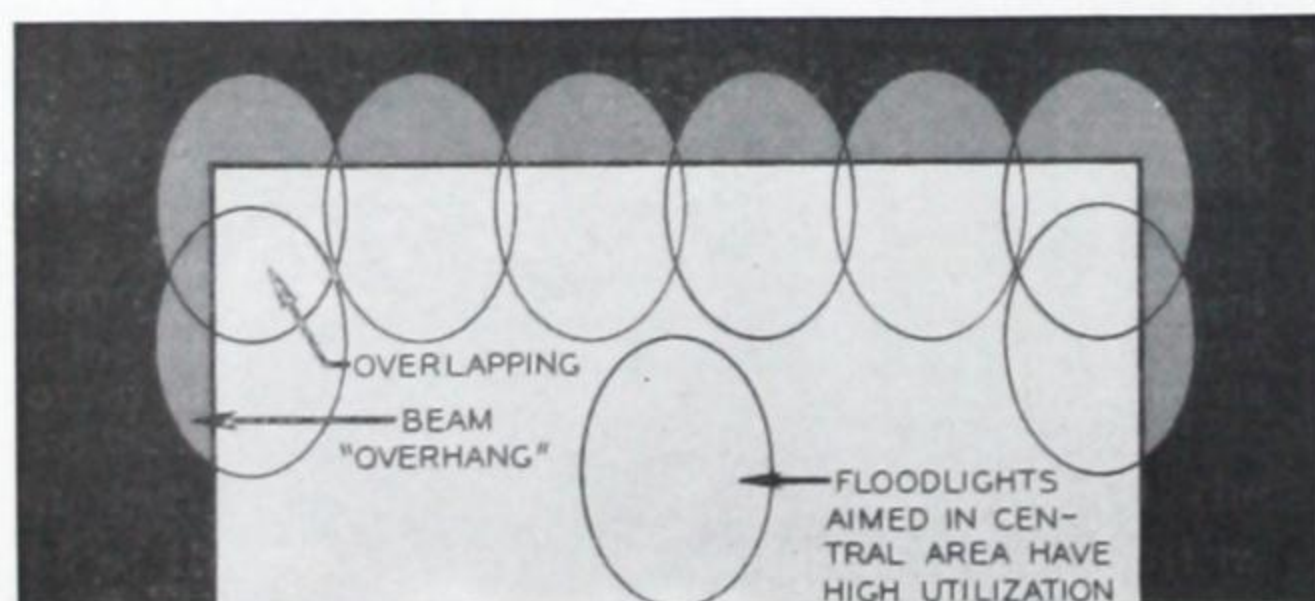 OVERLAPPING
BEAM
"OVERHANG"
FLOODLIGHTS
AIMED IN CEN-
TRAL AREA HAVE
HIGH UTILIZATION